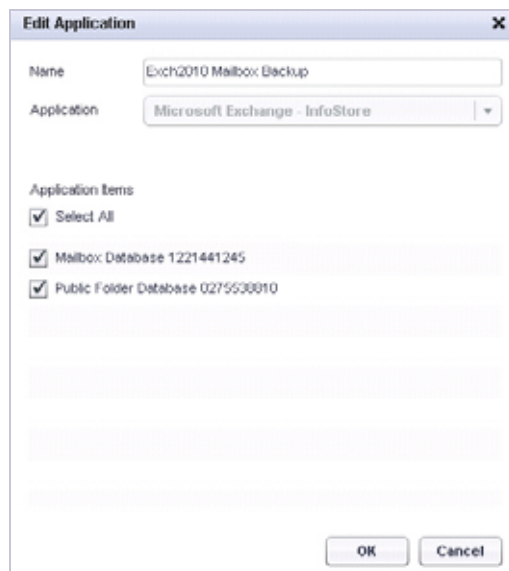 Edit Application
Name Exch2010 Mailbox Backup
Application Microsoft Exchange - InfoStore
Application Items
Select All
Mailbox Database 1221441245
Public Folder Database 0275538810
OK Cancel